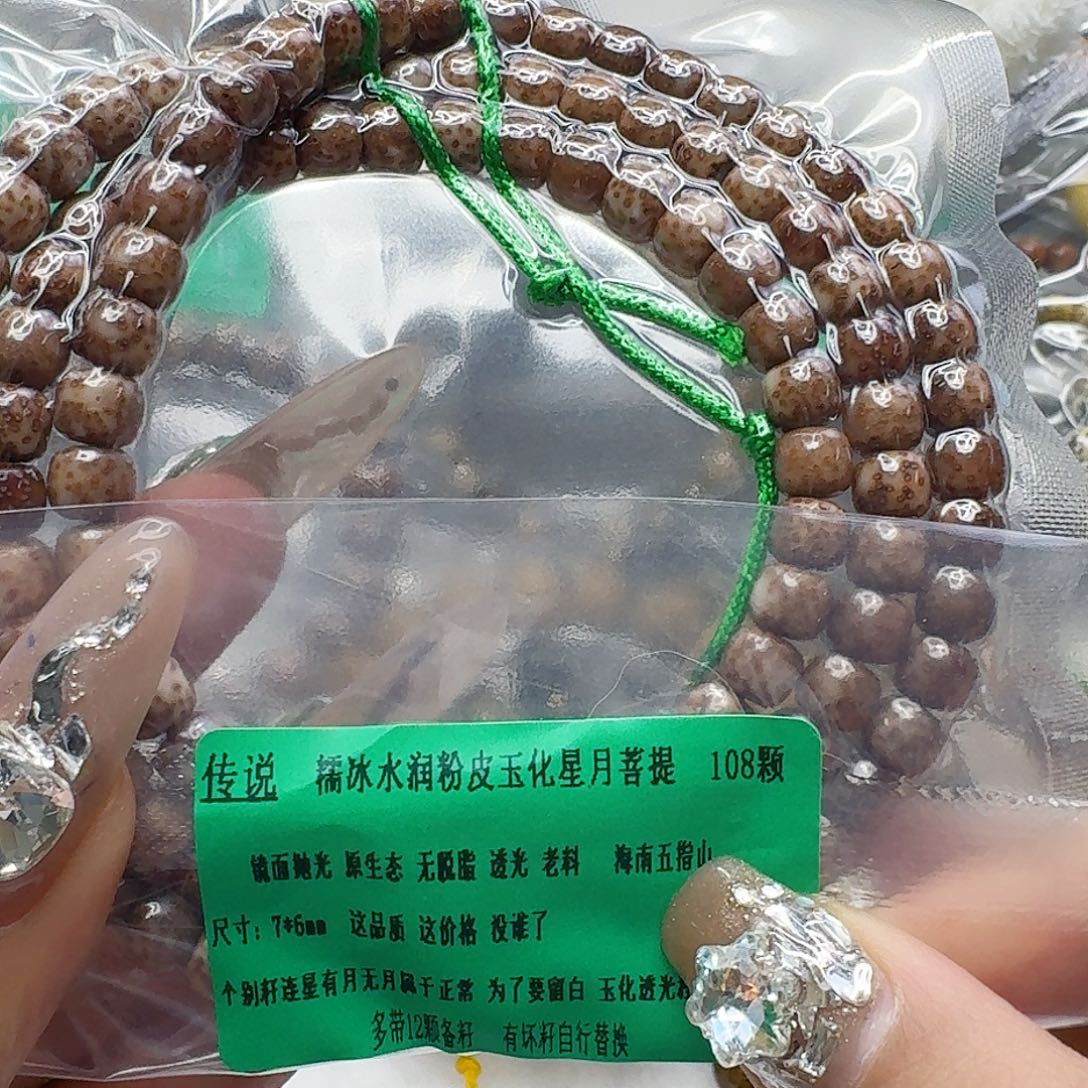 传说 糯冰水润粉皮玉化星月菩提 108颗
镜面抛光 原生态 无脱脂 透光 老料 海南五指山
尺寸：7*6mm 这品质 这价格 没谁了
个别籽连星有月无月属于正常 为了要留白 玉化透光
多带12颗备籽 有坏籽自行替换